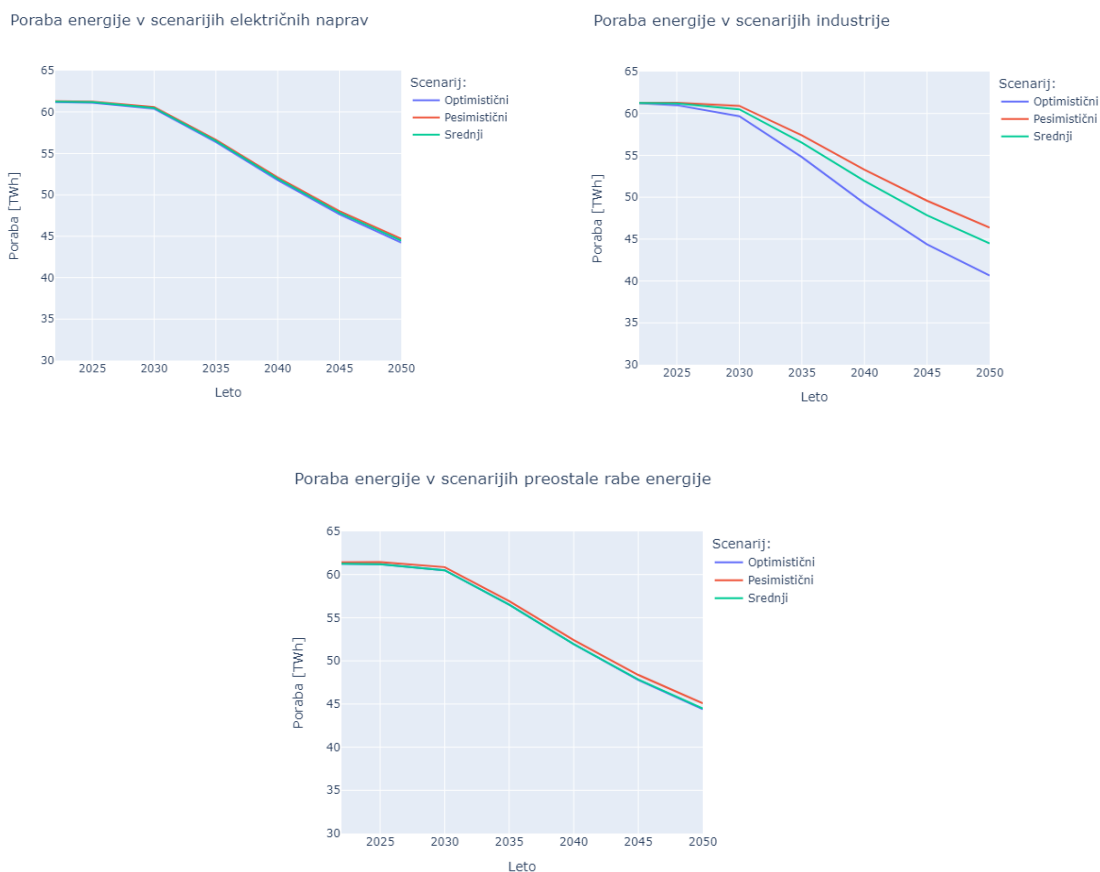 Poraba energije v scenarijih električnih naprav
65
60
55
50
45
40
35
30
Poraba [TWh]
2025 2030 2035 2040 2045 2050
Leto
Scenarij:
Optimistični
Pesimistični
Srednji
Poraba energije v scenarijih industrije
65
60
55
50
45
40
35
30
Poraba [TWh]
2025 2030 2035 2040 2045 2050
Leto
Scenarij:
Optimistični
Pesimistični
Srednji
Poraba energije v scenarijih preostale rabe energije
65
60
55
50
45
40
35
30
Poraba [TWh]
2025 2030 2035 2040 2045 2050
Leto
Scenarij:
Optimistični
Pesimistični
Srednji